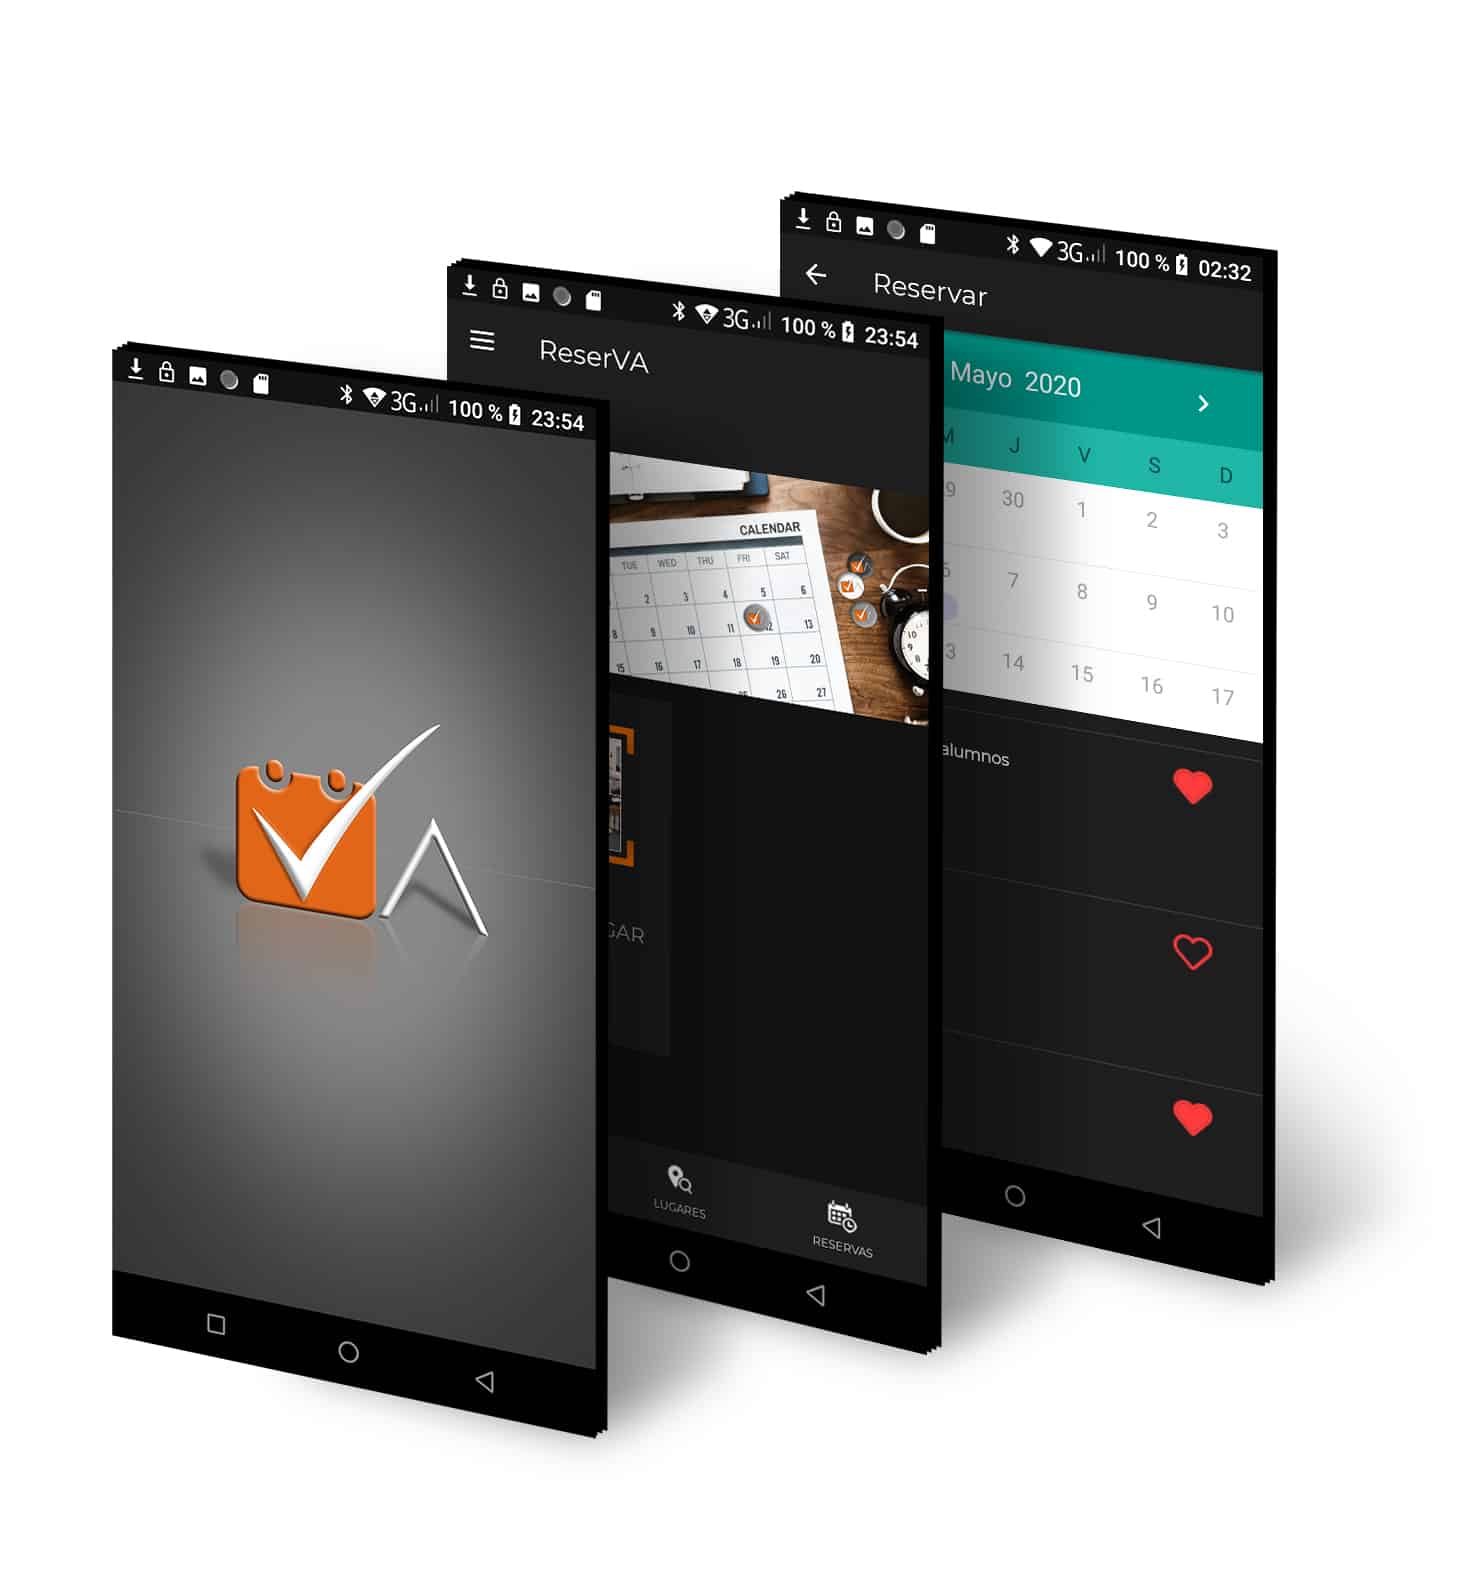 3G 100 % 23:54
3G 100 % 23:54
ReserVA
CALENDAR
TUE WED THU FRI SAT
2 3 4 5 6
8 9 10 11 12 13
15 16 17 18 19 20
26 27
GAR
LUGARES
RESERVAS
3G 100 % 02:32
Reservar
Mayo 2020
M J V S D
9 30 1 2 3
6 7 8 9 10
3 14 15 16 17
alumnos